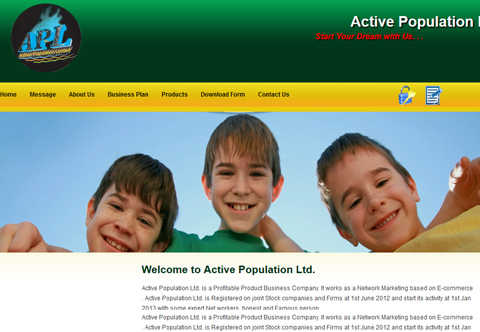 APL
Active Population
Start Your Dream with Us. . . .
Home Message About Us Business Plan Products Download Form Contact Us
Welcome to Active Population Ltd.
Active Population Ltd. is a Profitable Product Business Company. It works as a Network Marketing based on E-commerce
. Active Population Ltd. is Registered on joint Stock companies and Firms at 1st June 2012 and start its activity at 1st Jan
2013 with some expert Net workers, honest and Famous person
Active Population Ltd. is a Profitable Product Business Company. It works as a Network Marketing based on E-commerce
. Active Population Ltd. is Registered on joint Stock companies and Firms at 1st June 2012 and start its activity at 1st Jan